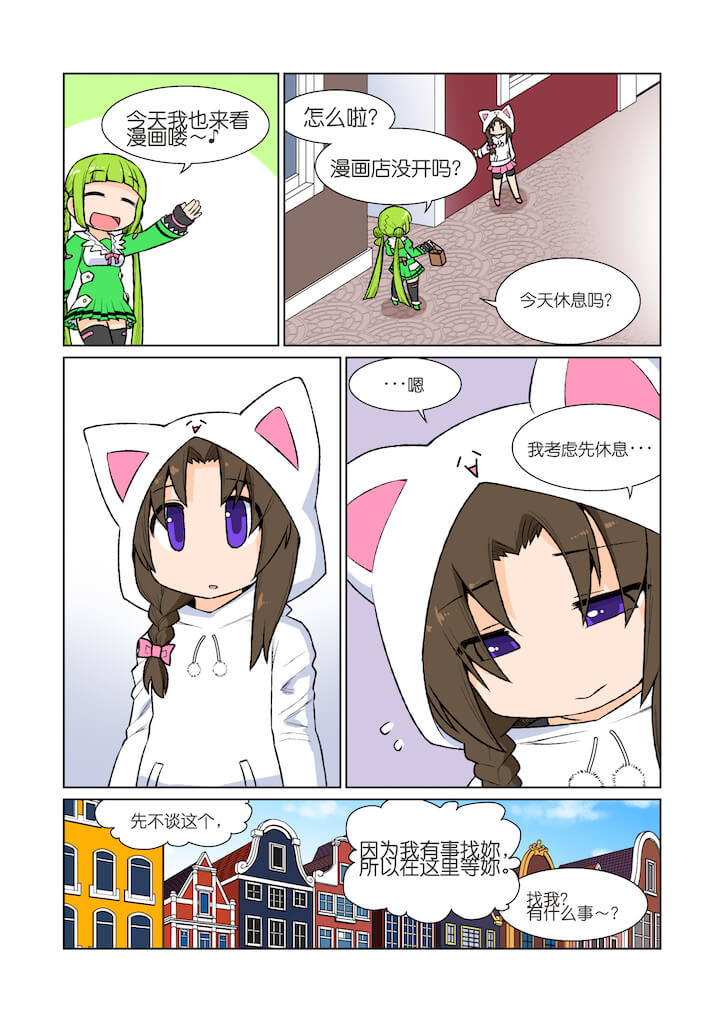 今天我也来看
漫画喽～♪
怎么啦？
漫画店没开吗？
今天休息吗？
···嗯
我考虑先休息···
先不谈这个，
因为我有事找妳，
所以在这里等妳。
找我？
有什么事～？